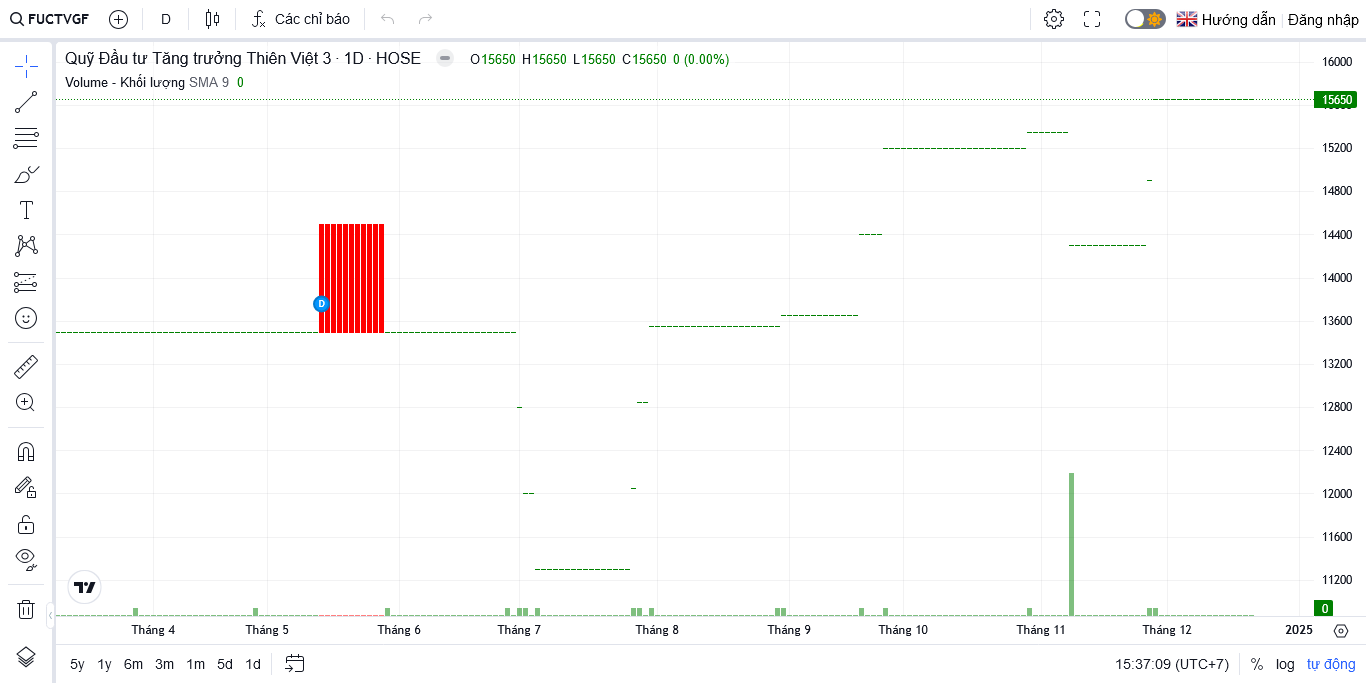 FUCTVGF D Các chỉ báo Hướng dẫn Đăng nhập
Quỹ Đầu tư Tăng trưởng Thiên Việt 3 · 1D · HOSE O15650 H15650 L15650 C15650 0 (0.00%)
Volume - Khối lượng SMA 9 0
16000
15650
15200
14800
14400
14000
D
13600
13200
12800
12400
12000
11600
11200
0
Tháng 4 Tháng 5 Tháng 6 Tháng 7 Tháng 8 Tháng 9 Tháng 10 Tháng 11 Tháng 12 2025
5y 1y 6m 3m 1m 5d 1d 15:37:09 (UTC+7) % log tự động